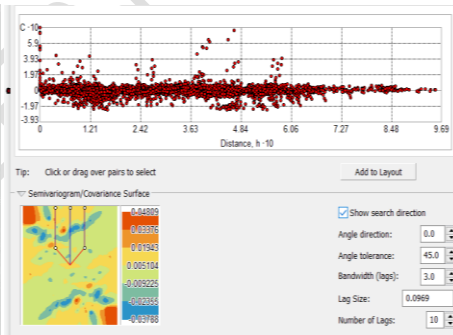 C ·10
5.9
3.93
1.97
0
-1.97
-3.93
0 1.21 2.42 3.63 4.84 6.06 7.27 8.48 9.69
Distance, h ·10
Tip: Click or drag over pairs to select
Add to Layout
Semivariogram/Covariance Surface
0.04809
0.03376
0.01943
0.005104
-0.009225
-0.02355
-0.03788
Show search direction
Angle direction: 0.0
Angle tolerance: 45.0
Bandwidth (lags): 3.0
Lag Size: 0.0969
Number of Lags: 10